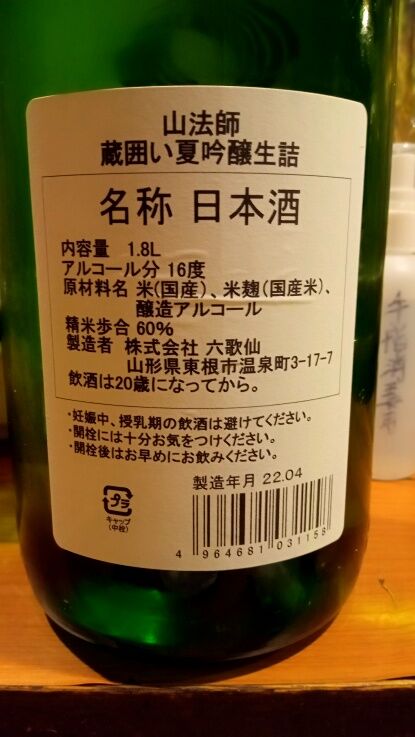 山法師
蔵囲い夏吟醸生詰
名称 日本酒
内容量 1.8L
アルコール分 16度
原材料名 米(国産)、米麹(国産米)、
醸造アルコール
精米歩合 60%
製造者 株式会社 六歌仙
山形県東根市温泉町3-17-7
飲酒は20歳になってから。
・妊娠中、授乳期の飲酒は避けてください。
・開栓には十分お気をつけください。
・開栓後はお早めにお飲みください。
製造年月 22.04
プラ
キャップ
(中栓)
4 964681 031158